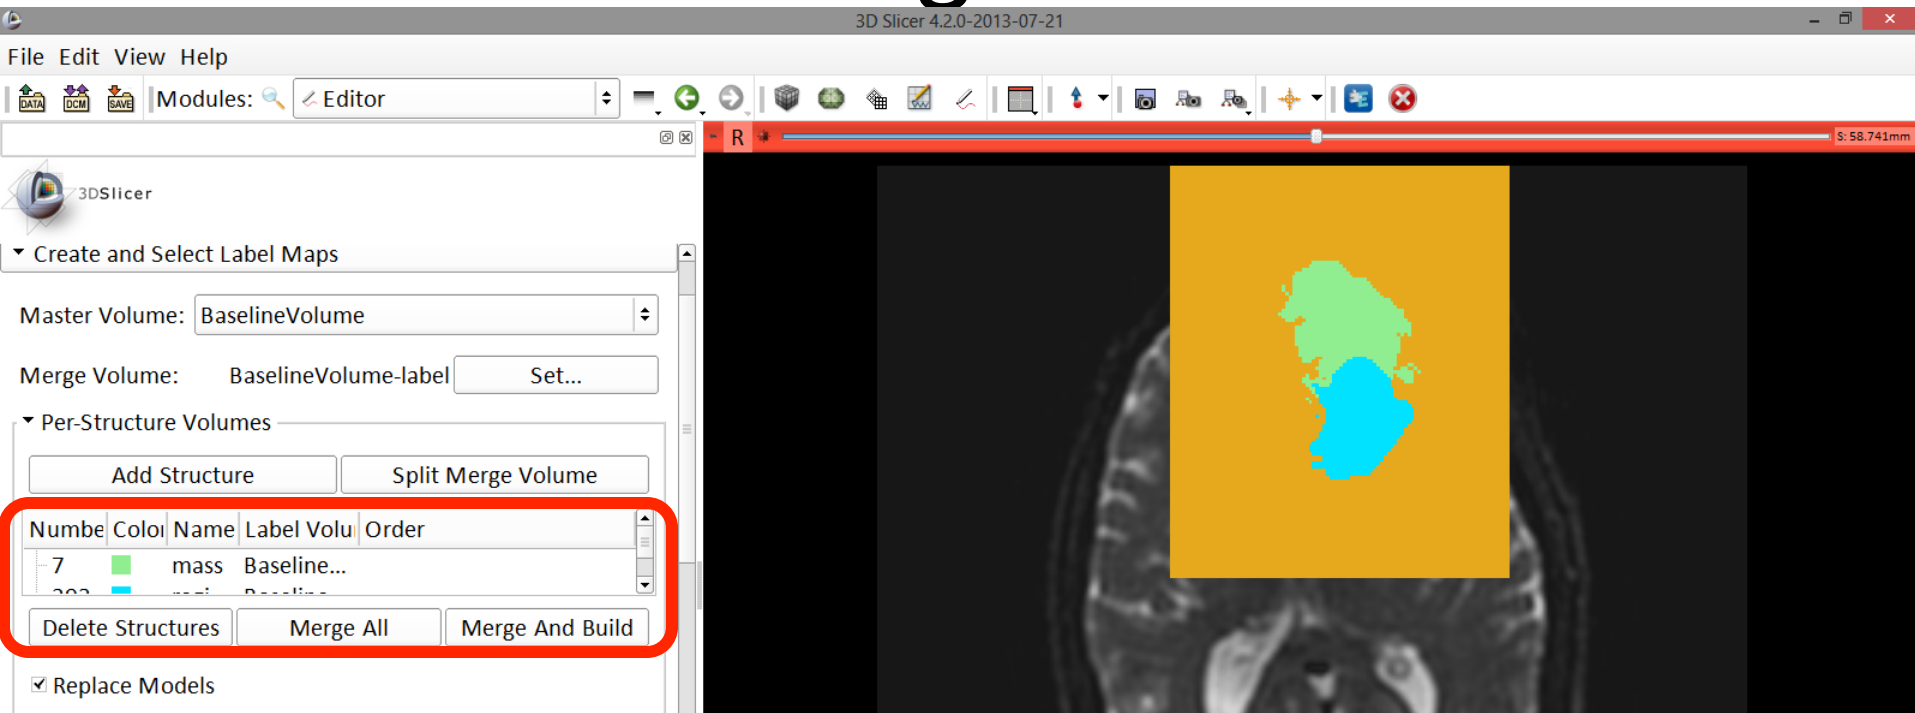 3D Slicer 4.2.0-2013-07-21
File Edit View Help
DATA DCM SAVE Modules: Editor
R S: 58.741mm
3DSlicer
Create and Select Label Maps
Master Volume: BaselineVolume
Merge Volume: BaselineVolume-label Set...
Per-Structure Volumes
Add Structure Split Merge Volume
Numbe Color Name Label Volu Order
7 mass Baseline...
Delete Structures Merge All Merge And Build
Replace Models